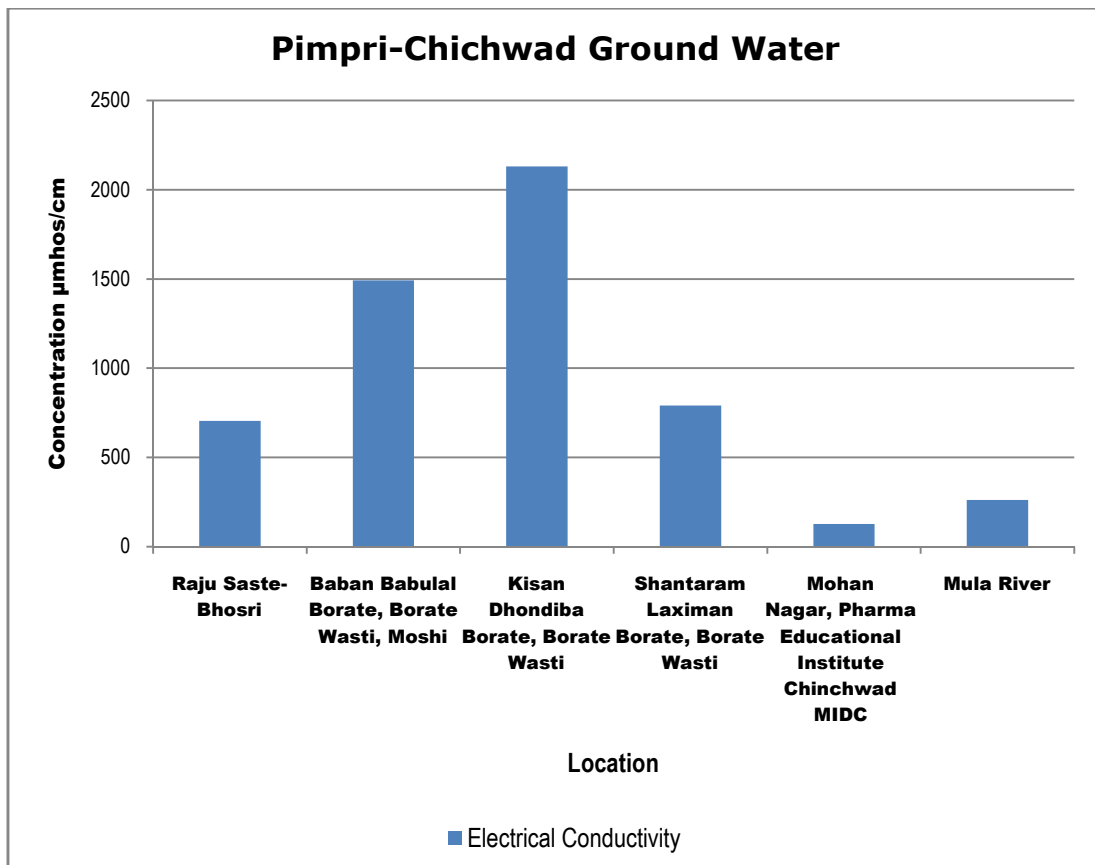 Pimpri-Chichwad Ground Water
Concentration µmhos/cm
2500
2000
1500
1000
500
0
Raju Saste-
Bhosri
Baban Babulal
Borate, Borate
Wasti, Moshi
Kisan
Dhondiba
Borate, Borate
Wasti
Shantaram
Laximan
Borate, Borate
Wasti
Mohan
Nagar, Pharma
Educational
Institute
Chinchwad
MIDC
Mula River
Location
Electrical Conductivity